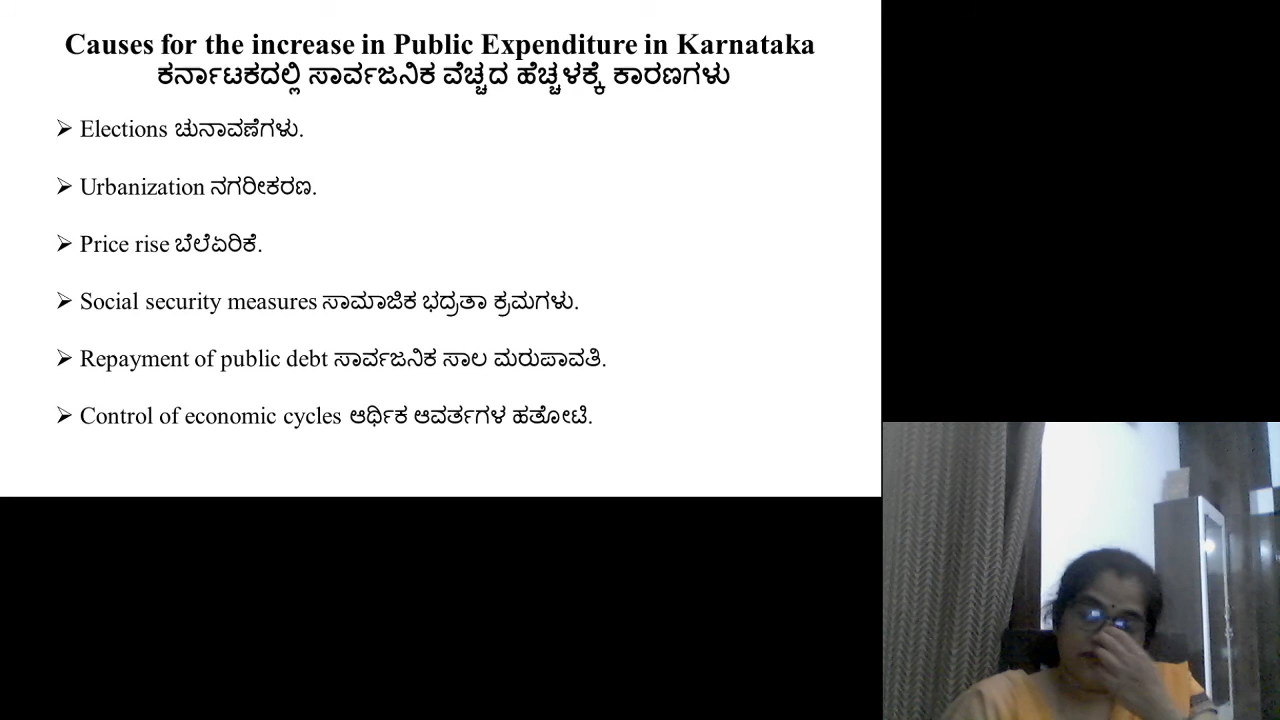 Causes for the increase in Public Expenditure in Karnataka
ಕರ್ನಾಟಕದಲ್ಲಿ ಸಾರ್ವಜನಿಕ ವೆಚ್ಚದ ಹೆಚ್ಚಳಕ್ಕೆ ಕಾರಣಗಳು
➢ Elections ಚುನಾವಣೆಗಳು.
➢ Urbanization ನಗರೀಕರಣ.
➢ Price rise ಬೆಲೆಏರಿಕೆ.
➢ Social security measures ಸಾಮಾಜಿಕ ಭದ್ರತಾ ಕ್ರಮಗಳು.
➢ Repayment of public debt ಸಾರ್ವಜನಿಕ ಸಾಲ ಮರುಪಾವತಿ.
➢ Control of economic cycles ಆರ್ಥಿಕ ಆವರ್ತಗಳ ಹತೋಟಿ.